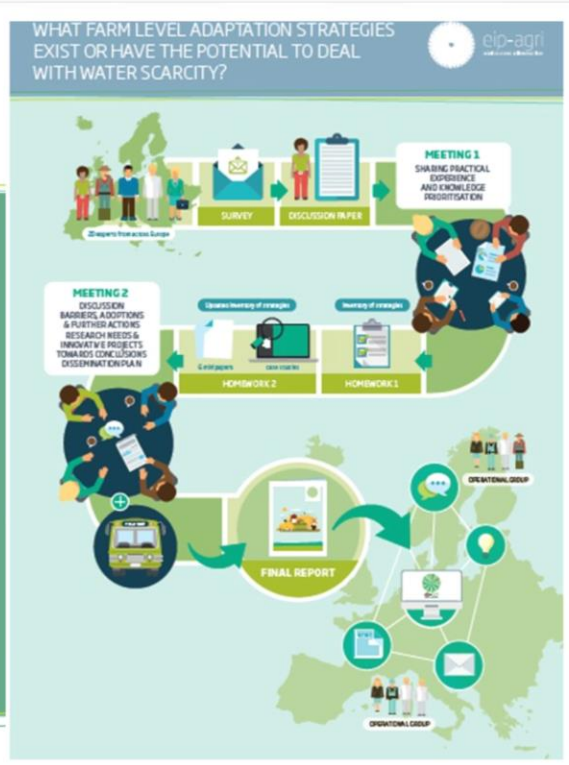 WHAT FARM LEVEL ADAPTATION STRATEGIES
EXIST OR HAVE THE POTENTIAL TO DEAL
WITH WATER SCARCITY?
eip-agri
MEETING 1
SHARING PRACTICAL
EXPERIENCE
AND KNOWLEDGE
PRIORITISATION
SURVEY
DISCUSSION PAPER
20 experts from across Europe
MEETING 2
DISCUSSION
BARRIERS, ADOPTIONS
& FURTHER ACTIONS
RESEARCH NEEDS &
INNOVATIVE PROJECTS
TOWARDS CONCLUSIONS
DISSEMINATION PLAN
Updated inventory of strategies
Inventory of strategies
6 mini papers
case studies
HOMEWORK 2
HOMEWORK 1
OPERATIONAL GROUP
FINAL REPORT
OPERATIONAL GROUP